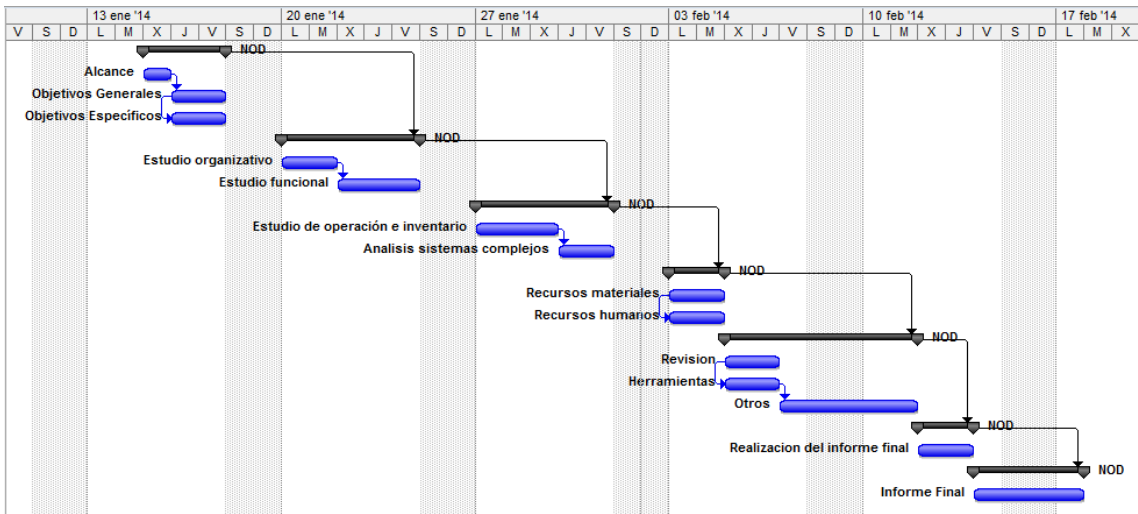 13 ene '14 20 ene '14 27 ene '14 03 feb '14 10 feb '14 17 feb '14
V S D L M X J V S D L M X J V S D L M X J V S D L M X J V S D L M X J V S D L M X
NOD
Alcance
Objetivos Generales
Objetivos Específicos
NOD
Estudio organizativo
Estudio funcional
NOD
Estudio de operación e inventario
Analisis sistemas complejos
NOD
Recursos materiales
Recursos humanos
NOD
Revision
Herramientas
Otros
NOD
Realizacion del informe final
NOD
Informe Final